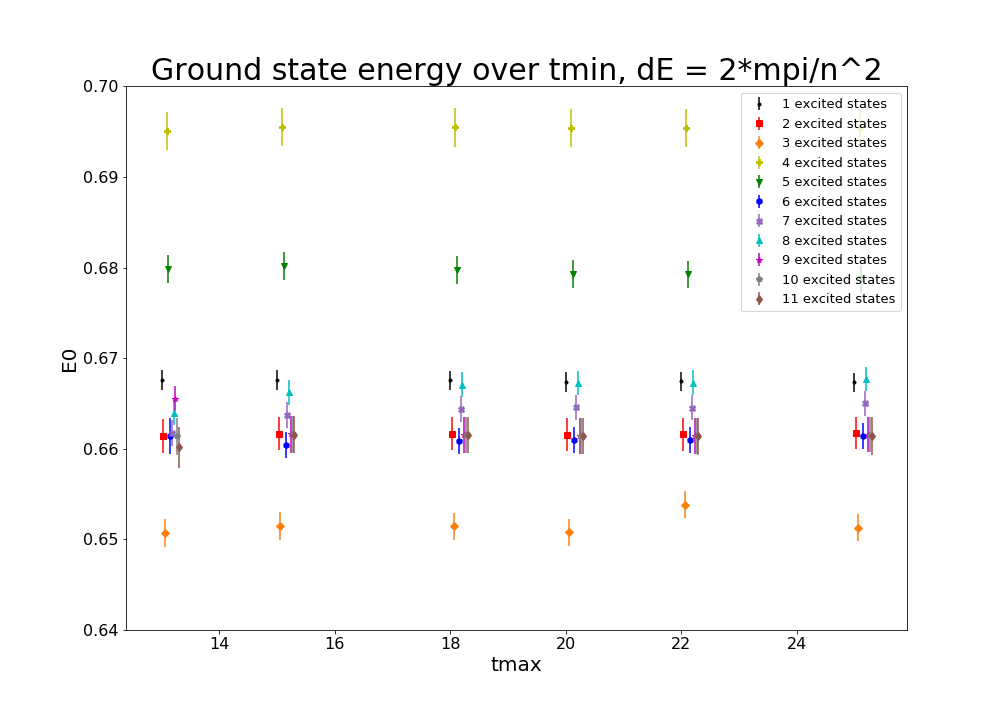 Ground state energy over tmin, dE = 2*mpi/n^2
0.70
0.69
0.68
0.67
0.66
0.65
0.64
E0
1 excited states
2 excited states
3 excited states
4 excited states
5 excited states
6 excited states
7 excited states
8 excited states
9 excited states
10 excited states
11 excited states
14 16 18 20 22 24
tmax